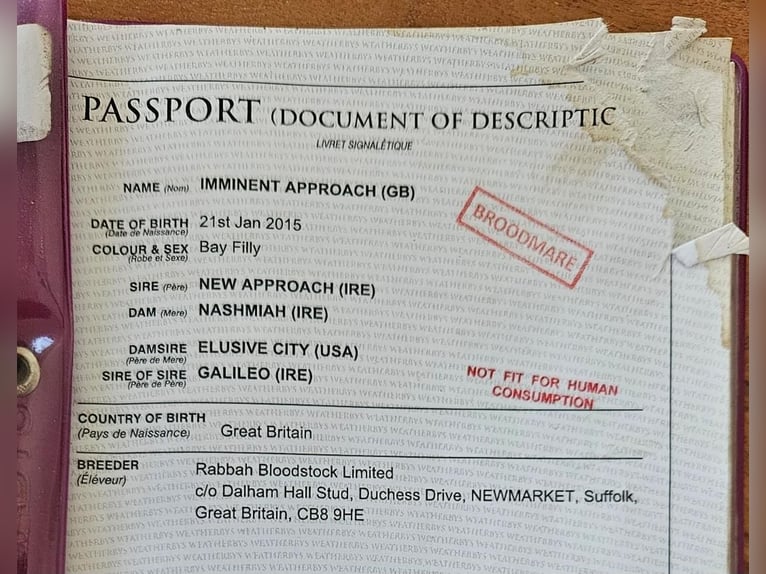 PASSPORT (DOCUMENT OF DESCRIPTIC
LIVRET SIGNALÉTIQUE
NAME (Nom) IMMINENT APPROACH (GB)
BROODMARE
DATE OF BIRTH 21st Jan 2015
(Date de Naissance)
COLOUR & SEX Bay Filly
(Robe et Sexe)
SIRE (Père) NEW APPROACH (IRE)
DAM (Mère) NASHMIAH (IRE)
DAMSIRE ELUSIVE CITY (USA)
(Père de Mere)
SIRE OF SIRE GALILEO (IRE)
(Père de Père)
NOT FIT FOR HUMAN
CONSUMPTION
COUNTRY OF BIRTH
(Pays de Naissance) Great Britain
BREEDER Rabbah Bloodstock Limited
(Éléveur) c/o Dalham Hall Stud, Duchess Drive, NEWMARKET, Suffolk,
Great Britain, CB8 9HE